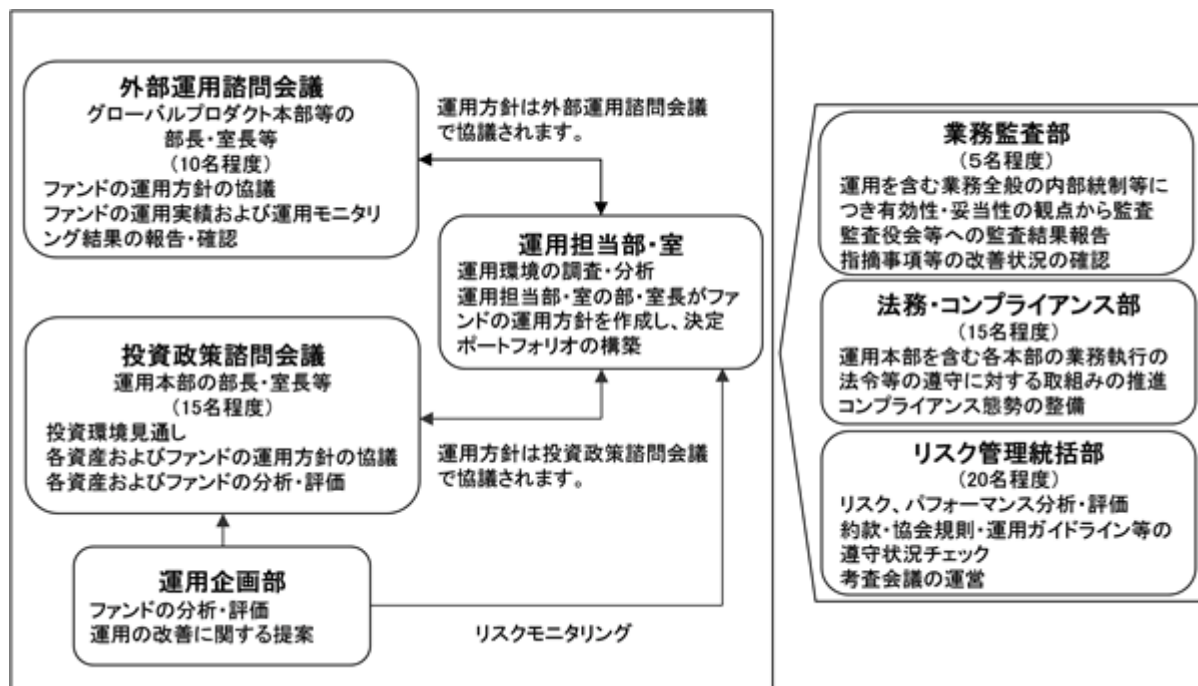 外部運用諮問会議
グローバルプロダクト本部等の
部長・室長等
(10名程度)
ファンドの運用方針の協議
ファンドの運用実績および運用モニタリ
ング結果の報告・確認
運用方針は外部運用諮問会議
で協議されます。
運用担当部・室
運用環境の調査・分析
運用担当部・室の部・室長がファ
ンドの運用方針を作成し、決定
ポートフォリオの構築
投資政策諮問会議
運用本部の部長・室長等
(15名程度)
投資環境見通し
各資産およびファンドの運用方針の協議
各資産およびファンドの分析・評価
運用方針は投資政策諮問会議
で協議されます。
運用企画部
ファンドの分析・評価
運用の改善に関する提案
リスクモニタリング
業務監査部
(5名程度)
運用を含む業務全般の内部統制等に
つき有効性・妥当性の観点から監査
監査役会等への監査結果報告
指摘事項等の改善状況の確認
法務・コンプライアンス部
(15名程度)
運用本部を含む各本部の業務執行の
法令等の遵守に対する取組みの推進
コンプライアンス態勢の整備
リスク管理統括部
(20名程度)
リスク、パフォーマンス分析・評価
約款・協会規則・運用ガイドライン等の
遵守状況チェック
考査会議の運営